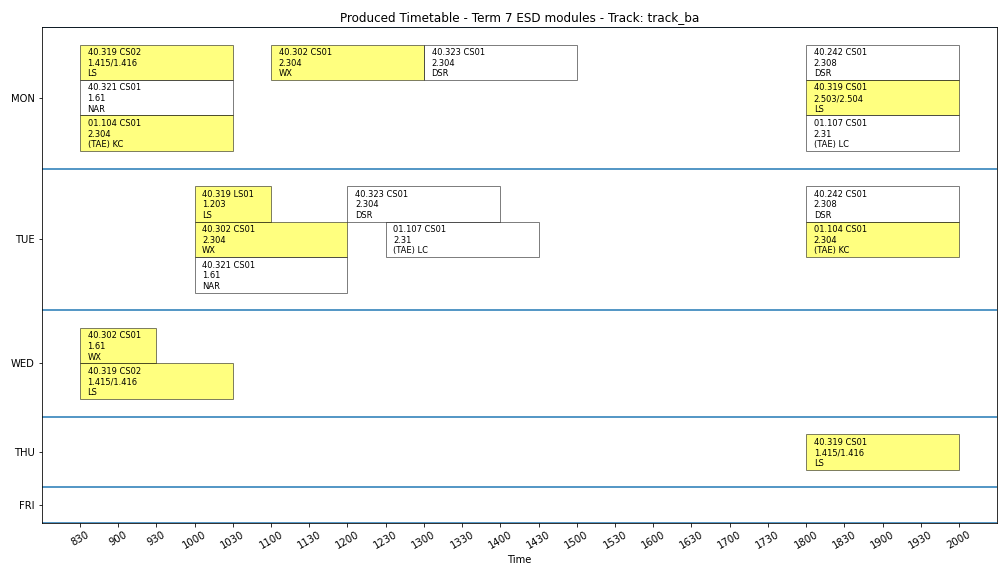 Produced Timetable - Term 7 ESD modules - Track: track_ba
MON
40.319 CS02
1.415/1.416
LS
40.321 CS01
1.61
NAR
01.104 CS01
2.304
(TAE) KC
40.302 CS01
2.304
WX
40.323 CS01
2.304
DSR
40.242 CS01
2.308
DSR
40.319 CS01
2.503/2.504
LS
01.107 CS01
2.31
(TAE) LC
TUE
40.319 LS01
1.203
LS
40.302 CS01
2.304
WX
40.321 CS01
1.61
NAR
40.323 CS01
2.304
DSR
01.107 CS01
2.31
(TAE) LC
40.242 CS01
2.308
DSR
01.104 CS01
2.304
(TAE) KC
WED
40.302 CS01
1.61
WX
40.319 CS02
1.415/1.416
LS
THU
40.319 CS01
1.415/1.416
LS
FRI
830 900 930 1000 1030 1100 1130 1200 1230 1300 1330 1400 1430 1500 1530 1600 1630 1700 1730 1800 1830 1900 1930 2000
Time